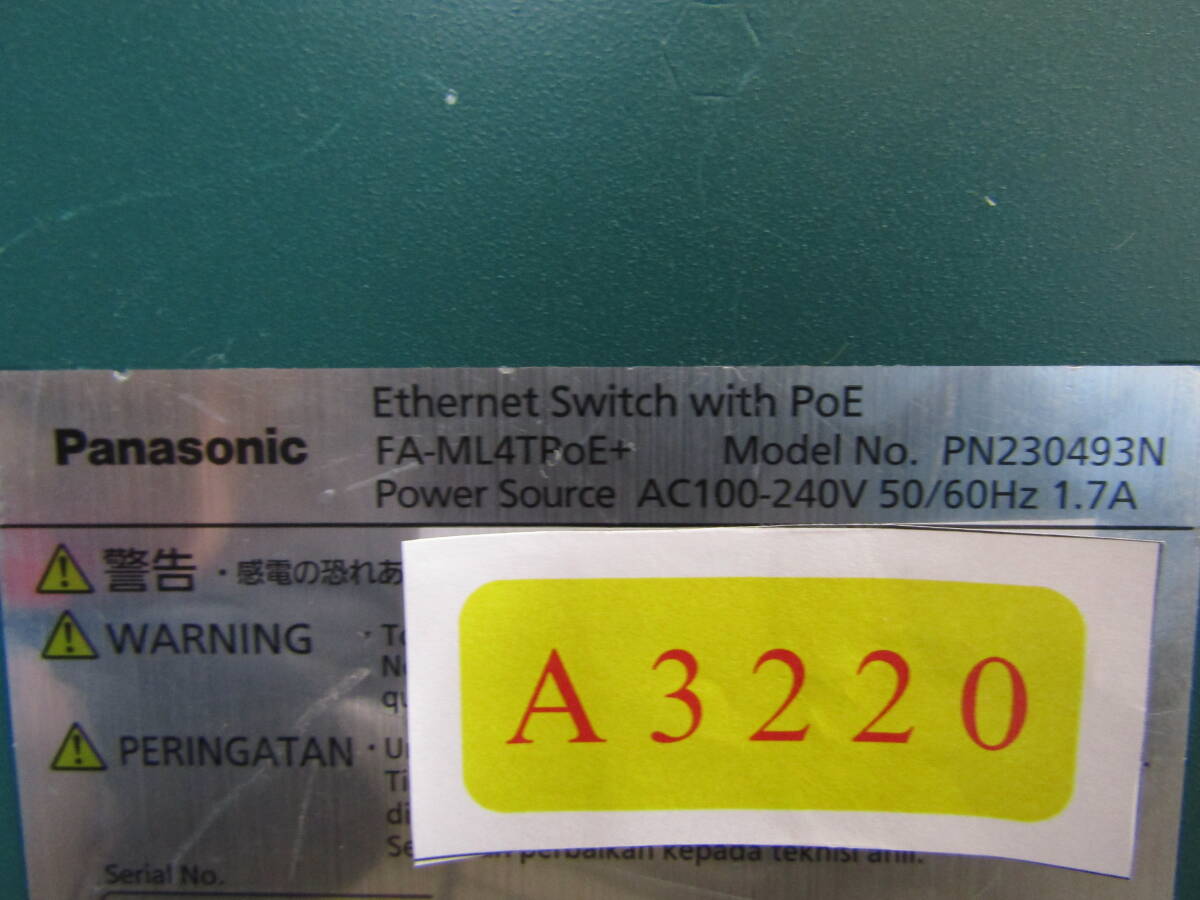 Ethernet Switch with PoE
Panasonic FA-ML4TPoE+ Model No. PN230493N
Power Source AC100-240V 50/60Hz 1.7A
警告 ・感電の恐れあ
WARNING
PERINGATAN
A3220
perbaikan kepada teknisi ahli.
Serial No.